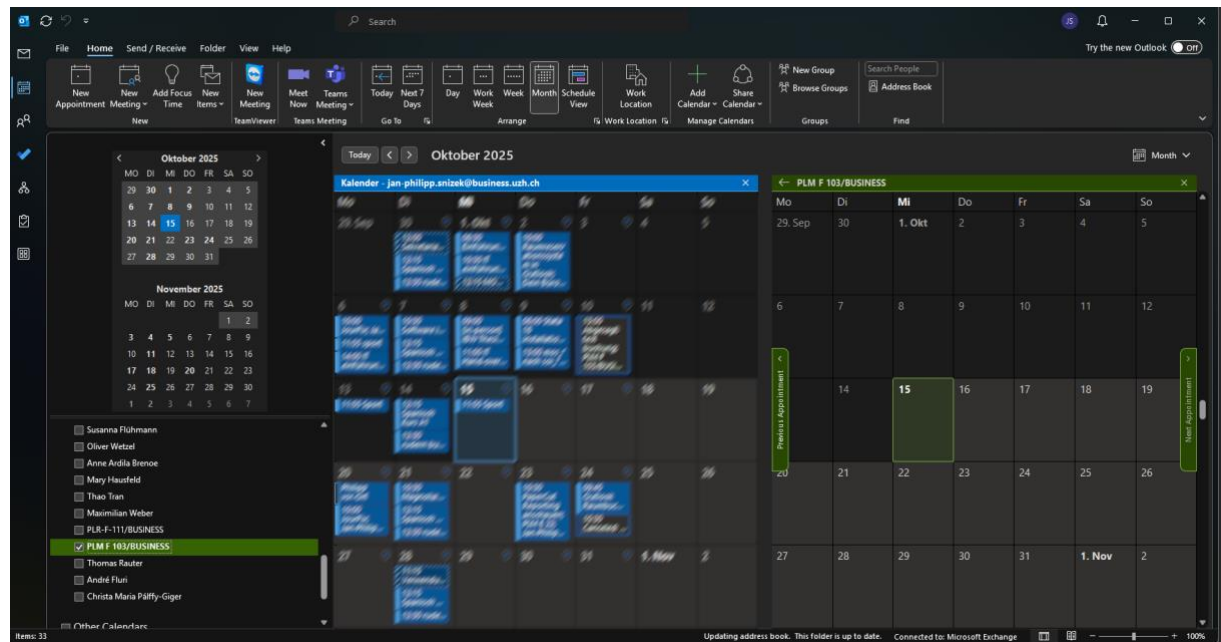 JS
Search
File Home Send / Receive Folder View Help
Try the new Outlook Off
New Appointment
New Meeting
Add Focus Time
New Items
New Meeting
Meet Now
Teams Meeting
Today
Next 7 Days
Day
Work Week
Week
Month
Schedule View
Work Location
Add Calendar
Share Calendar
New Group
Browse Groups
Search People
Address Book
New
TeamViewer
Teams Meeting
Go To
Arrange
Work Location
Manage Calendars
Groups
Find
Oktober 2025
MO DI MI DO FR SA SO
29 30 1 2 3 4 5
6 7 8 9 10 11 12
13 14 15 16 17 18 19
20 21 22 23 24 25 26
27 28 29 30 31
November 2025
MO DI MI DO FR SA SO
1 2
3 4 5 6 7 8 9
10 11 12 13 14 15 16
17 18 19 20 21 22 23
24 25 26 27 28 29 30
1 2 3 4 5 6 7
Susanna Flühmann
Oliver Wetzel
Anne Ardila Brenoe
Mary Hausfeld
Thao Tran
Maximilian Weber
PLR-F-111/BUSINESS
PLM F 103/BUSINESS
Thomas Rauter
André Fluri
Christa Maria Pálffy-Giger
Other Calendars
Today
Oktober 2025
Month
Kalender - jan-philipp.snizek@business.uzh.ch
PLM F 103/BUSINESS
Mo Di Mi Do Fr Sa So
29. Sep 30 1. Okt 2 3 4 5
6 7 8 9 10 11 12
14 15 16 17 18 19
20 21 22 23 24 25 26
27 28 29 30 31 1. Nov 2
Previous Appointment
Next Appointment
Items: 33
Updating address book. This folder is up to date. Connected to: Microsoft Exchange
100%